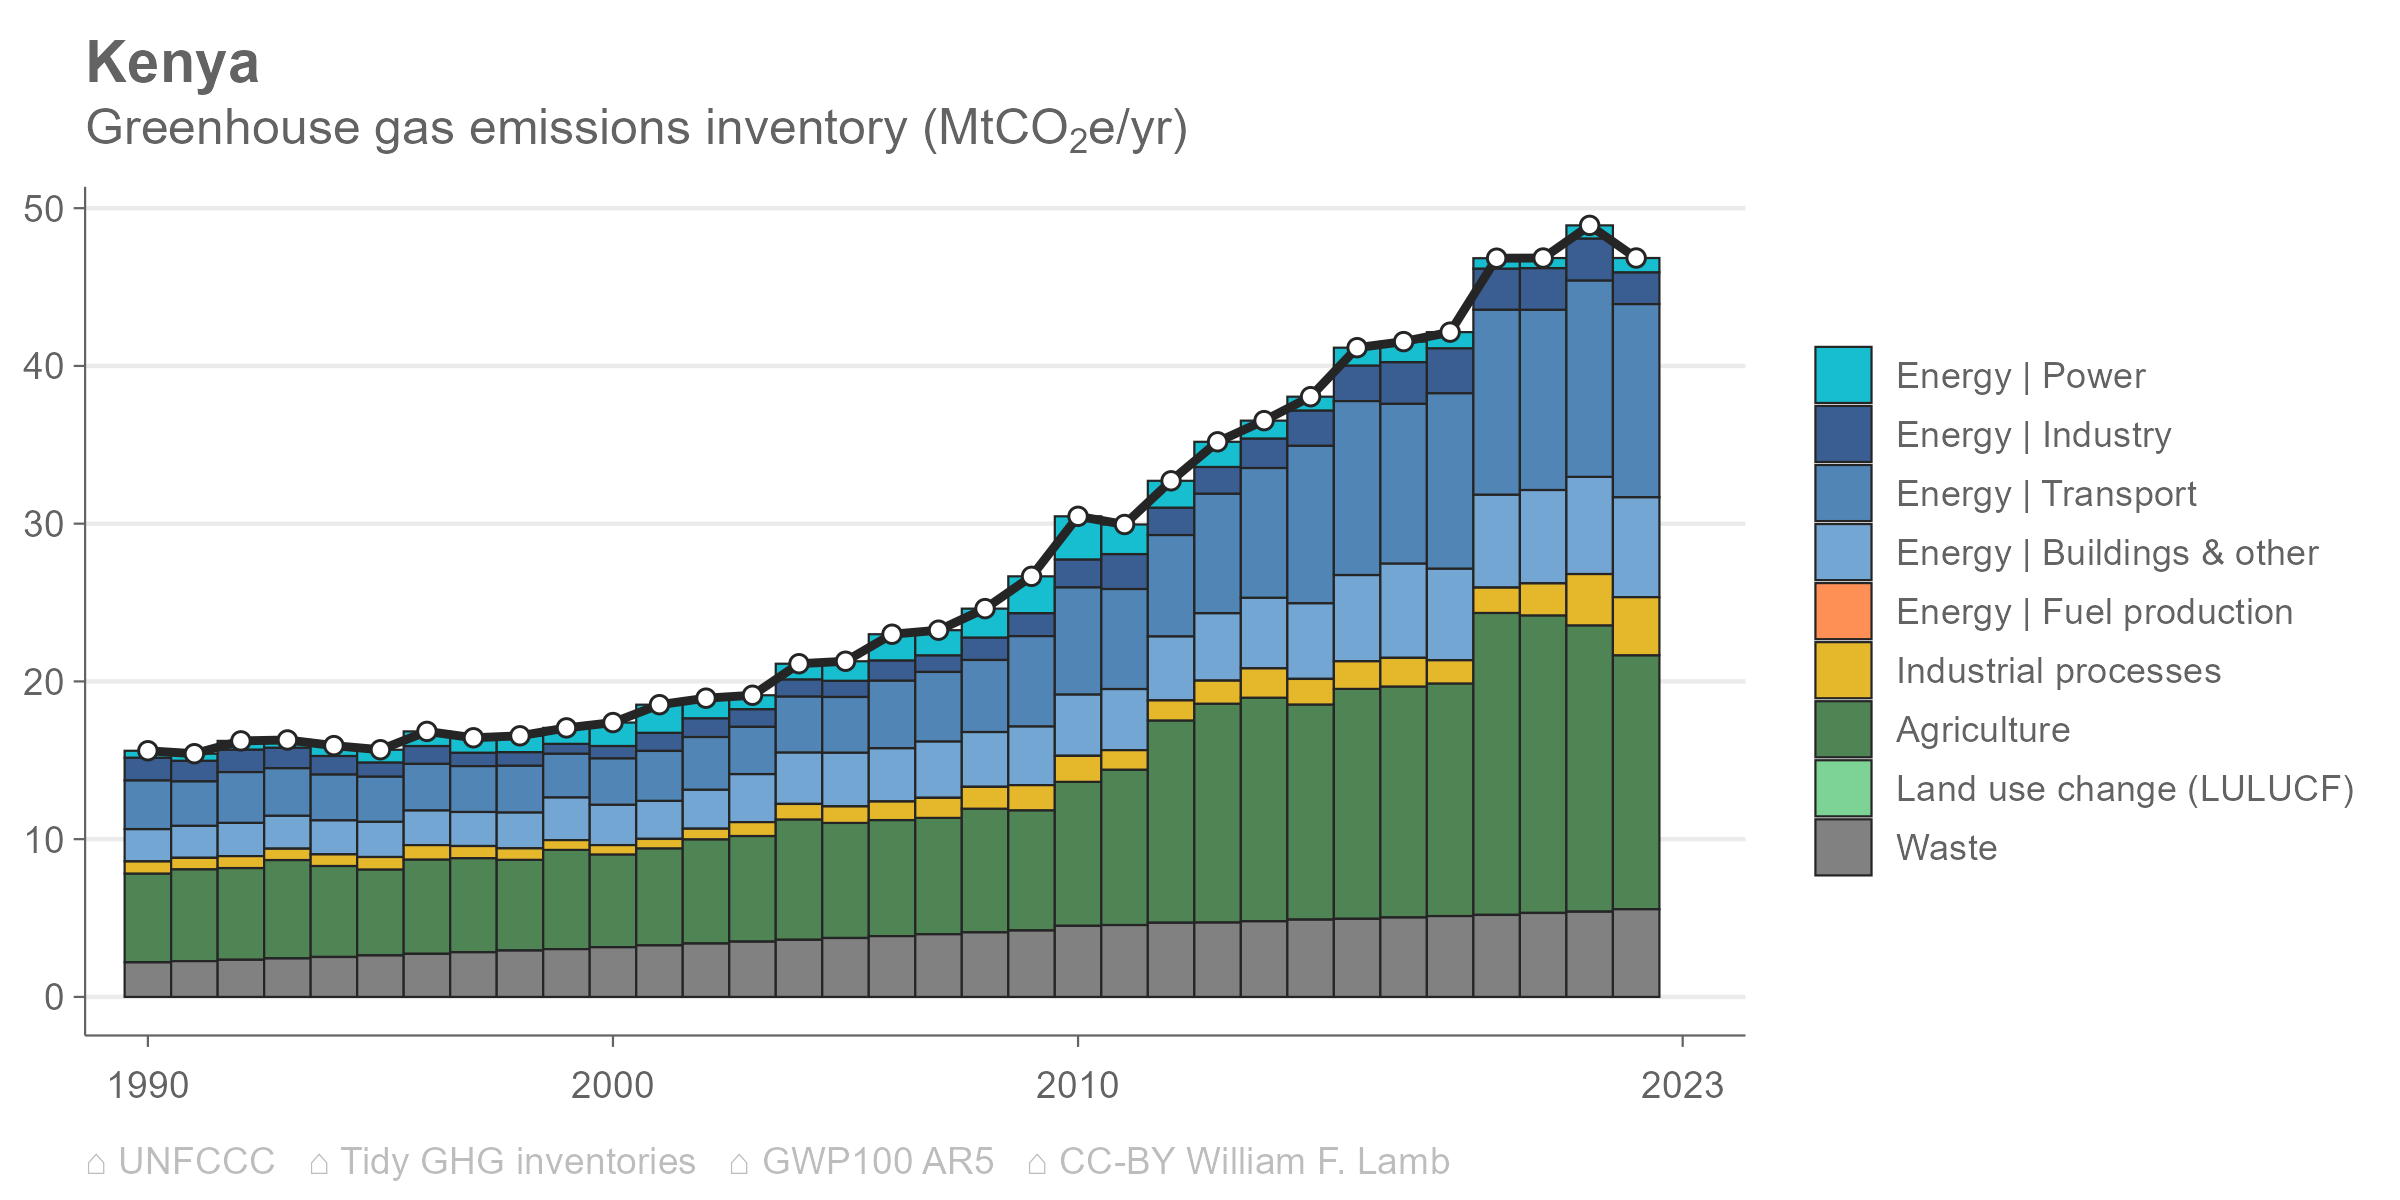 Kenya
Greenhouse gas emissions inventory (MtCO₂e/yr)
50
40
30
20
10
0
1990 2000 2010 2023
Energy | Power
Energy | Industry
Energy | Transport
Energy | Buildings & other
Energy | Fuel production
Industrial processes
Agriculture
Land use change (LULUCF)
Waste
⌂ UNFCCC ⌂ Tidy GHG inventories ⌂ GWP100 AR5 ⌂ CC-BY William F. Lamb